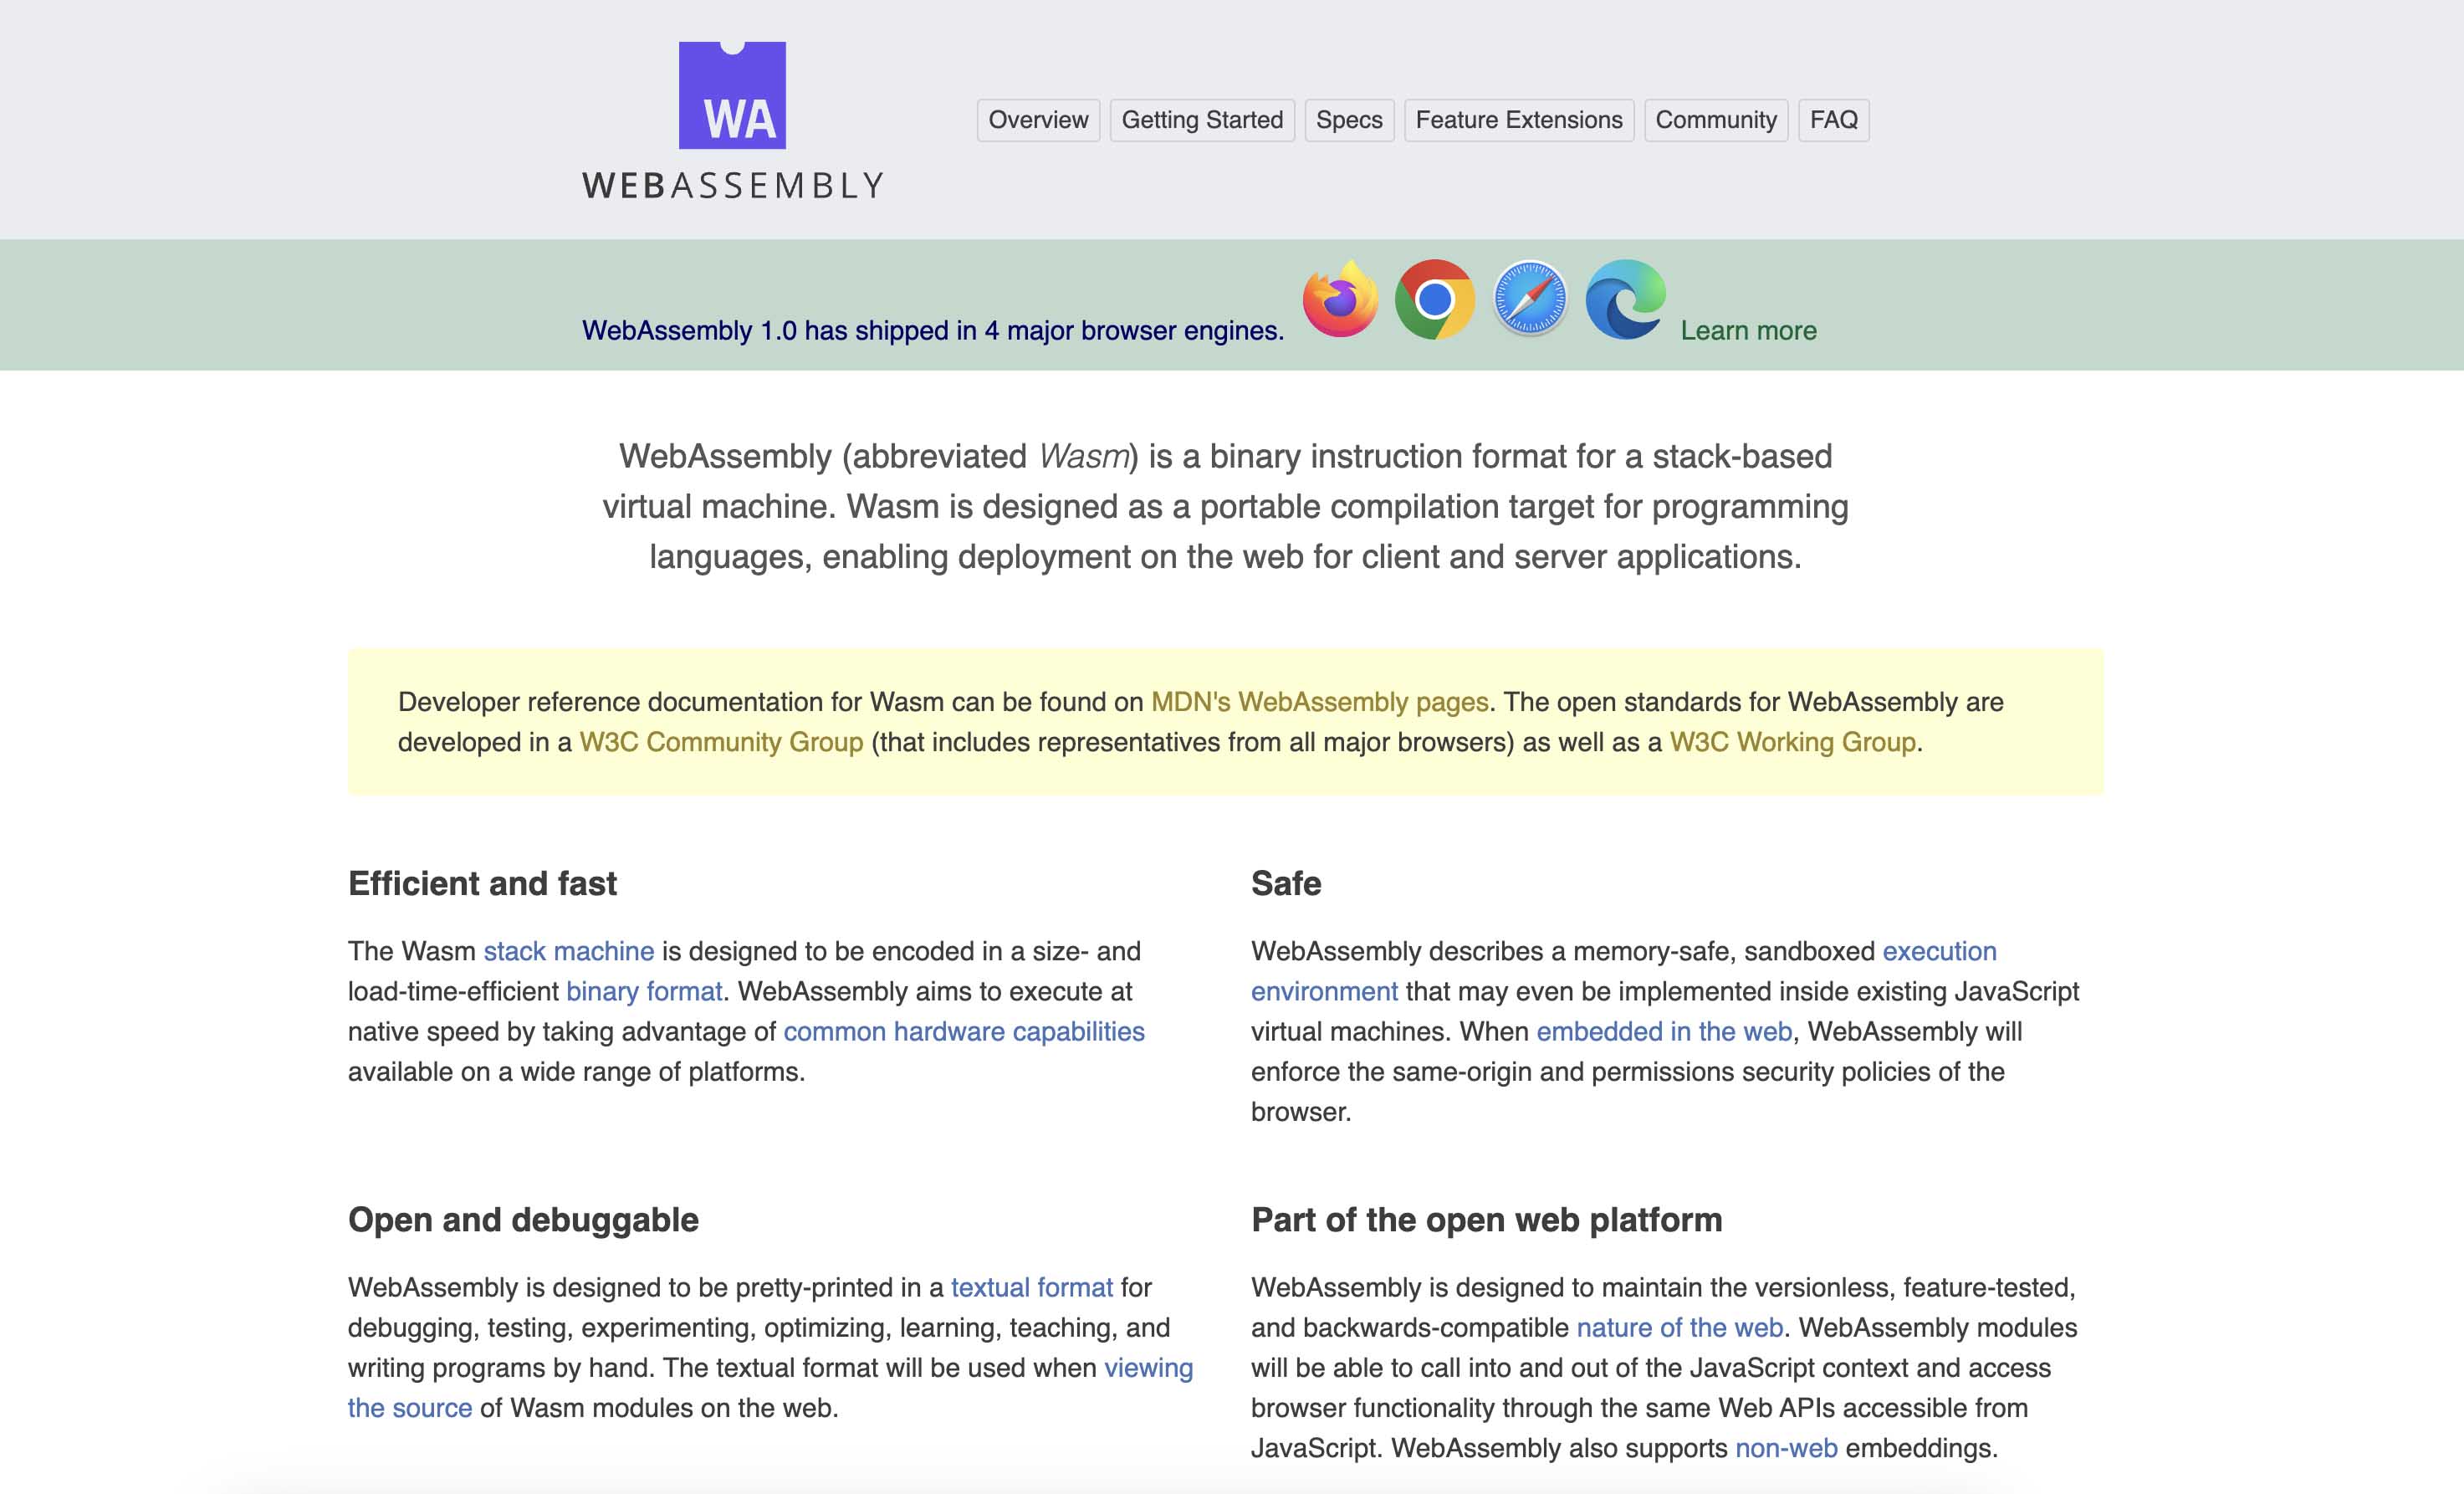 WA
WEBASSEMBLY
Overview
Getting Started
Specs
Feature Extensions
Community
FAQ
WebAssembly 1.0 has shipped in 4 major browser engines.
Learn more
WebAssembly (abbreviated Wasm) is a binary instruction format for a stack-based
virtual machine. Wasm is designed as a portable compilation target for programming
languages, enabling deployment on the web for client and server applications.
Developer reference documentation for Wasm can be found on MDN's WebAssembly pages. The open standards for WebAssembly are
developed in a W3C Community Group (that includes representatives from all major browsers) as well as a W3C Working Group.
Efficient and fast
The Wasm stack machine is designed to be encoded in a size- and
load-time-efficient binary format. WebAssembly aims to execute at
native speed by taking advantage of common hardware capabilities
available on a wide range of platforms.
Safe
WebAssembly describes a memory-safe, sandboxed execution
environment that may even be implemented inside existing JavaScript
virtual machines. When embedded in the web, WebAssembly will
enforce the same-origin and permissions security policies of the
browser.
Open and debuggable
WebAssembly is designed to be pretty-printed in a textual format for
debugging, testing, experimenting, optimizing, learning, teaching, and
writing programs by hand. The textual format will be used when viewing
the source of Wasm modules on the web.
Part of the open web platform
WebAssembly is designed to maintain the versionless, feature-tested,
and backwards-compatible nature of the web. WebAssembly modules
will be able to call into and out of the JavaScript context and access
browser functionality through the same Web APIs accessible from
JavaScript. WebAssembly also supports non-web embeddings.